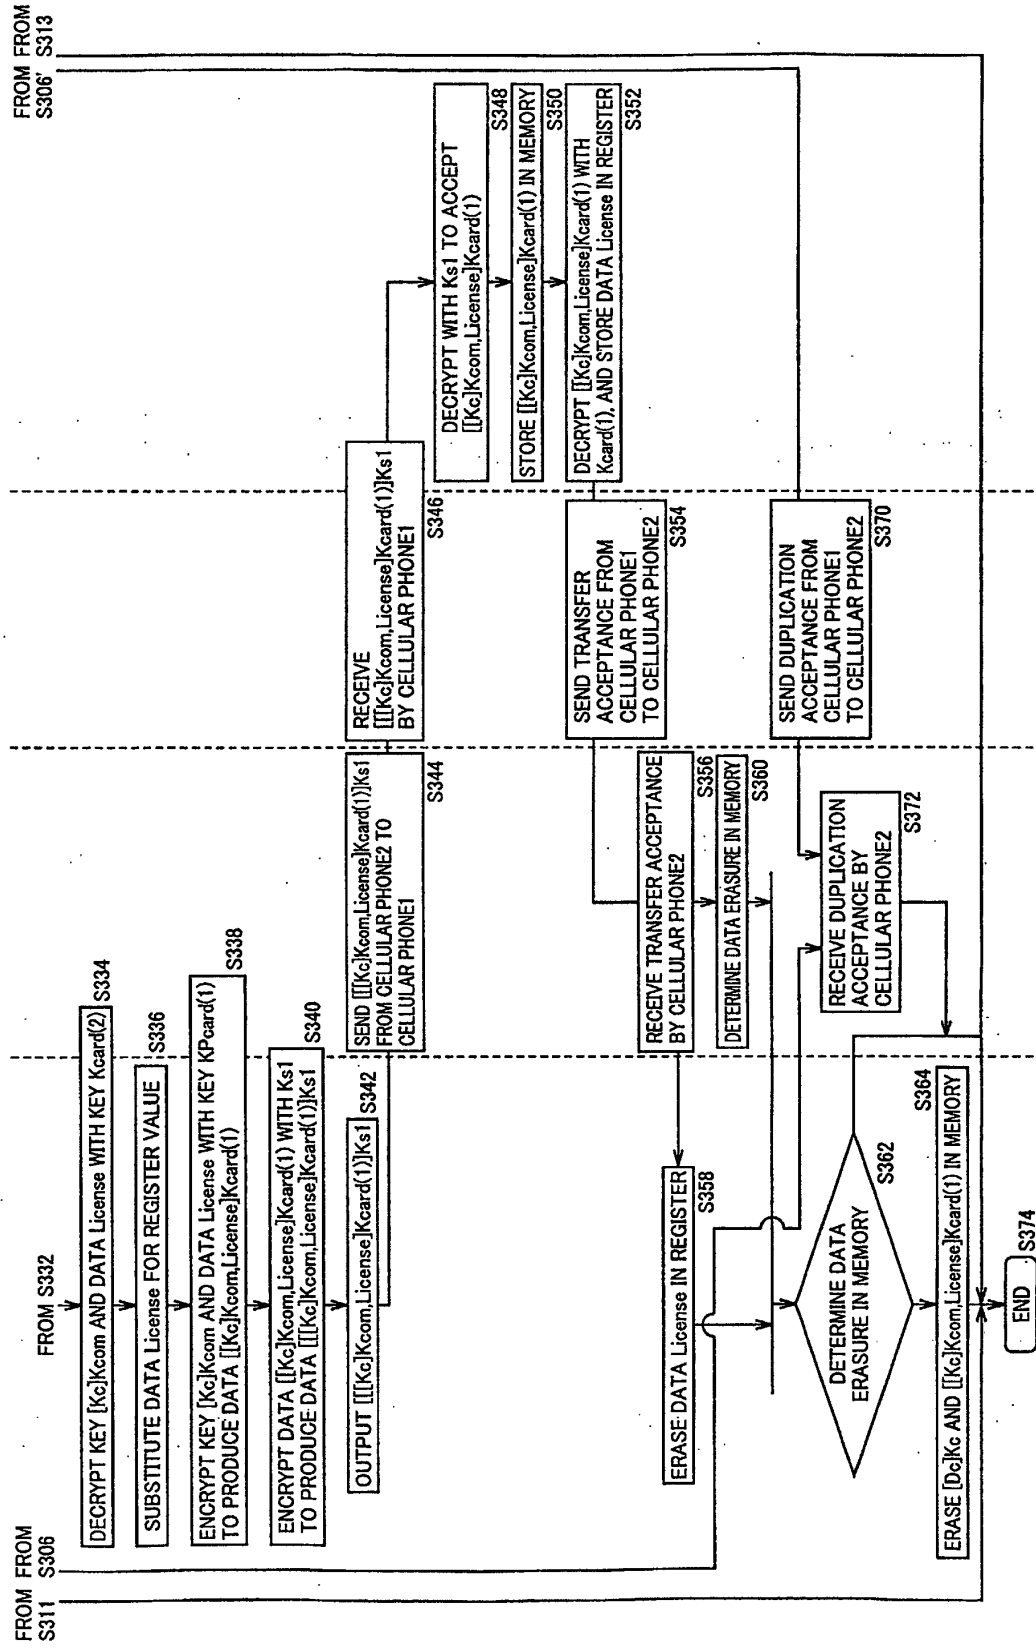 FROM FROM
S311 S306
FROM S332
DECRYPT KEY [Kc]Kcom AND DATA License WITH KEY Kcard(2)
S334
SUBSTITUTE DATA License FOR REGISTER VALUE
S336
ENCRYPT KEY [Kc]Kcom AND DATA License WITH KEY KPcard(1)
TO PRODUCE DATA [[Kc]Kcom,License]Kcard(1)
S338
ENCRYPT DATA [[Kc]Kcom,License]Kcard(1) WITH Ks1
TO PRODUCE DATA [[[Kc]Kcom,License]Kcard(1)]Ks1
S340
OUTPUT [[[Kc]Kcom,License]Kcard(1)]Ks1
S342
SEND [[[Kc]Kcom,License]Kcard(1)]Ks1
FROM CELLULAR PHONE2 TO
CELLULAR PHONE1
S344
RECEIVE
[[[Kc]Kcom,License]Kcard(1)]Ks1
BY CELLULAR PHONE1
S346
FROM FROM
S306' S313
DECRYPT WITH Ks1 TO ACCEPT
[[Kc]Kcom,License]Kcard(1)
S348
STORE [[Kc]Kcom,License]Kcard(1) IN MEMORY
S350
DECRYPT [[Kc]Kcom,License]Kcard(1) WITH
Kcard(1), AND STORE DATA License IN REGISTER
S352
SEND TRANSFER
ACCEPTANCE FROM
CELLULAR PHONE1
TO CELLULAR PHONE2
S354
RECEIVE TRANSFER ACCEPTANCE
BY CELLULAR PHONE2
S356
ERASE DATA License IN REGISTER
S358
DETERMINE DATA ERASURE IN MEMORY
S360
DETERMINE DATA
ERASURE IN MEMORY
S362
ERASE [Dc]Kc AND [[Kc]Kcom,License]Kcard(1) IN MEMORY
S364
SEND DUPLICATION
ACCEPTANCE FROM
CELLULAR PHONE1
TO CELLULAR PHONE2
S370
RECEIVE DUPLICATION
ACCEPTANCE BY
CELLULAR PHONE2
S372
END
S374